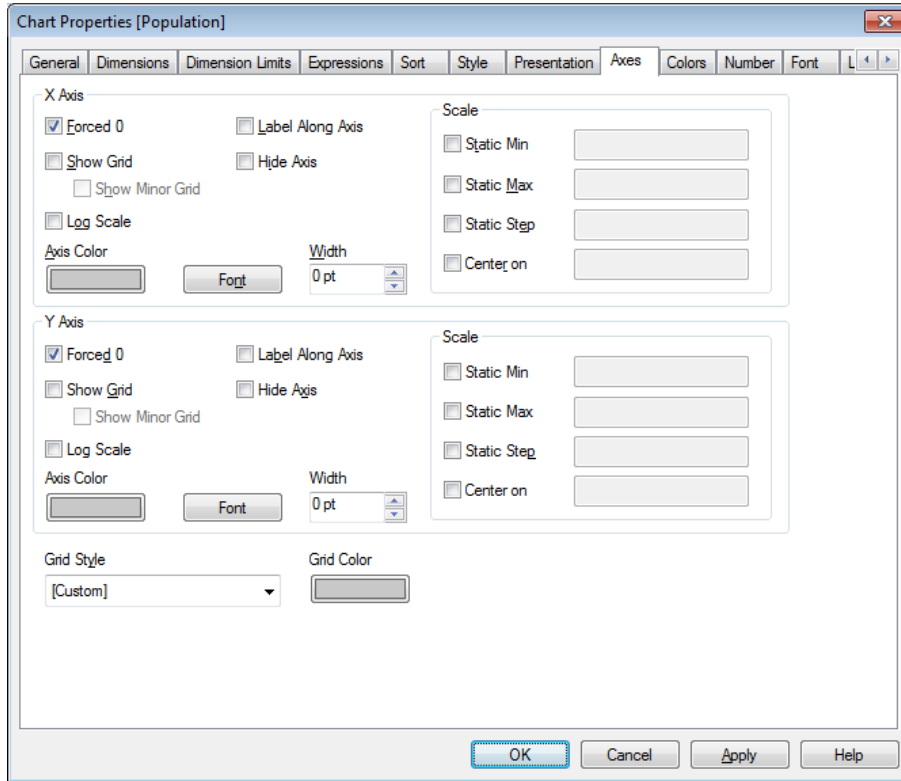 Chart Properties [Population]
General Dimensions Dimension Limits Expressions Sort Style Presentation Axes Colors Number Font L
X Axis
Forced 0
Label Along Axis
Show Grid
Hide Axis
Show Minor Grid
Log Scale
Axis Color
Width
Font
0 pt
Scale
Static Min
Static Max
Static Step
Center on
Y Axis
Forced 0
Label Along Axis
Show Grid
Hide Axis
Show Minor Grid
Log Scale
Axis Color
Width
Font
0 pt
Scale
Static Min
Static Max
Static Step
Center on
Grid Style
Grid Color
[Custom]
OK Cancel Apply Help